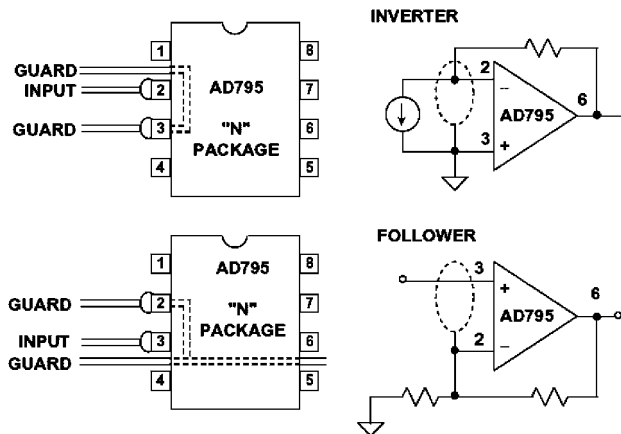 INVERTER
1
8
GUARD
INPUT
2
AD795
7
GUARD
3
"N"
PACKAGE
6
4
5
2
−
6
AD795
3
+
FOLLOWER
1
8
AD795
GUARD
2
"N"
PACKAGE
7
INPUT
3
6
GUARD
4
5
3
+
6
AD795
2
−